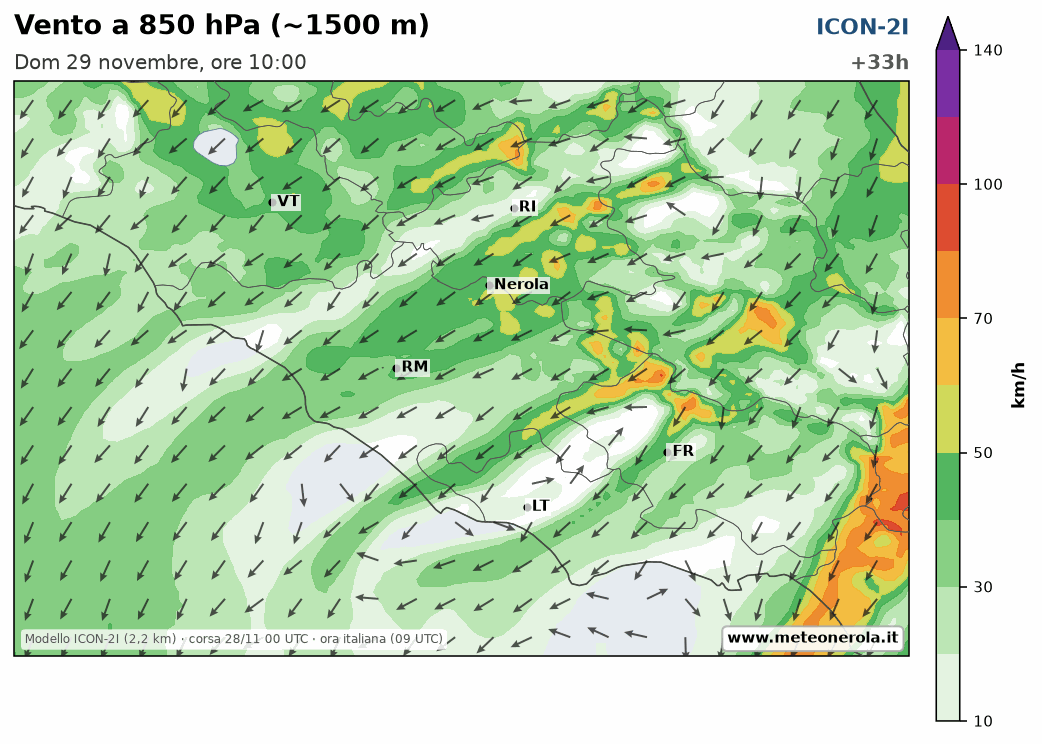 Vento a 850 hPa (~1500 m)
ICON-2I
Dom 29 novembre, ore 10:00
+33h
VT
RI
Nerola
RM
FR
LT
Modello ICON-2I (2,2 km) · corsa 28/11 00 UTC · ora italiana (09 UTC)
www.meteonerola.it
140
100
70
50
30
10
km/h